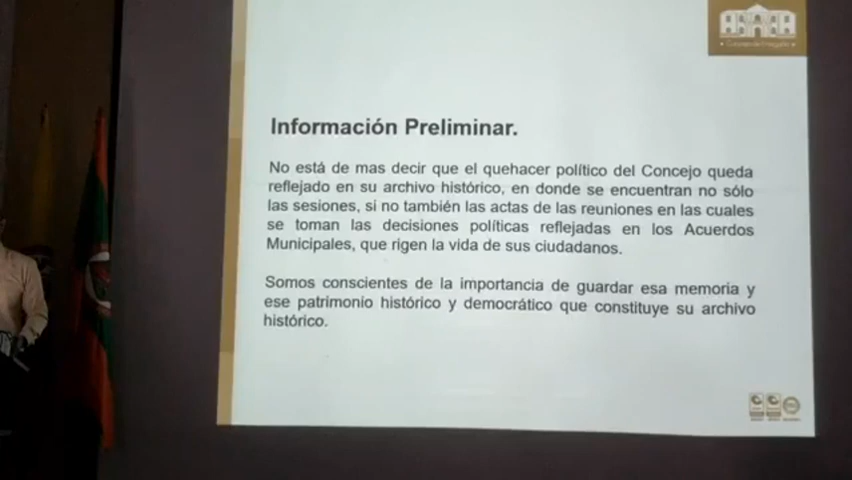 Información Preliminar.
No está de mas decir que el quehacer político del Concejo queda
reflejado en su archivo histórico, en donde se encuentran no sólo
las sesiones, si no también las actas de las reuniones en las cuales
se toman las decisiones políticas reflejadas en los Acuerdos
Municipales, que rigen la vida de sus ciudadanos.
Somos conscientes de la importancia de guardar esa memoria y
ese patrimonio histórico y democrático que constituye su archivo
histórico.